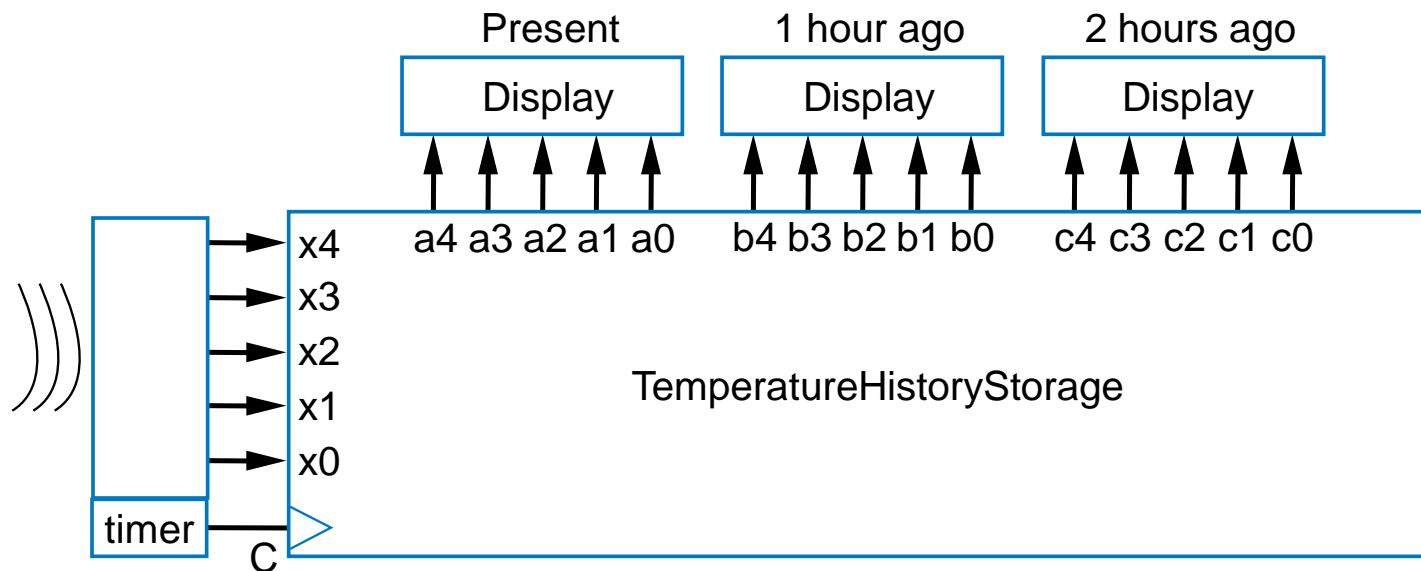 Present 1 hour ago 2 hours ago
Display Display Display
a4 a3 a2 a1 a0 b4 b3 b2 b1 b0 c4 c3 c2 c1 c0
x4
x3
x2
x1
x0
TemperatureHistoryStorage
timer
C